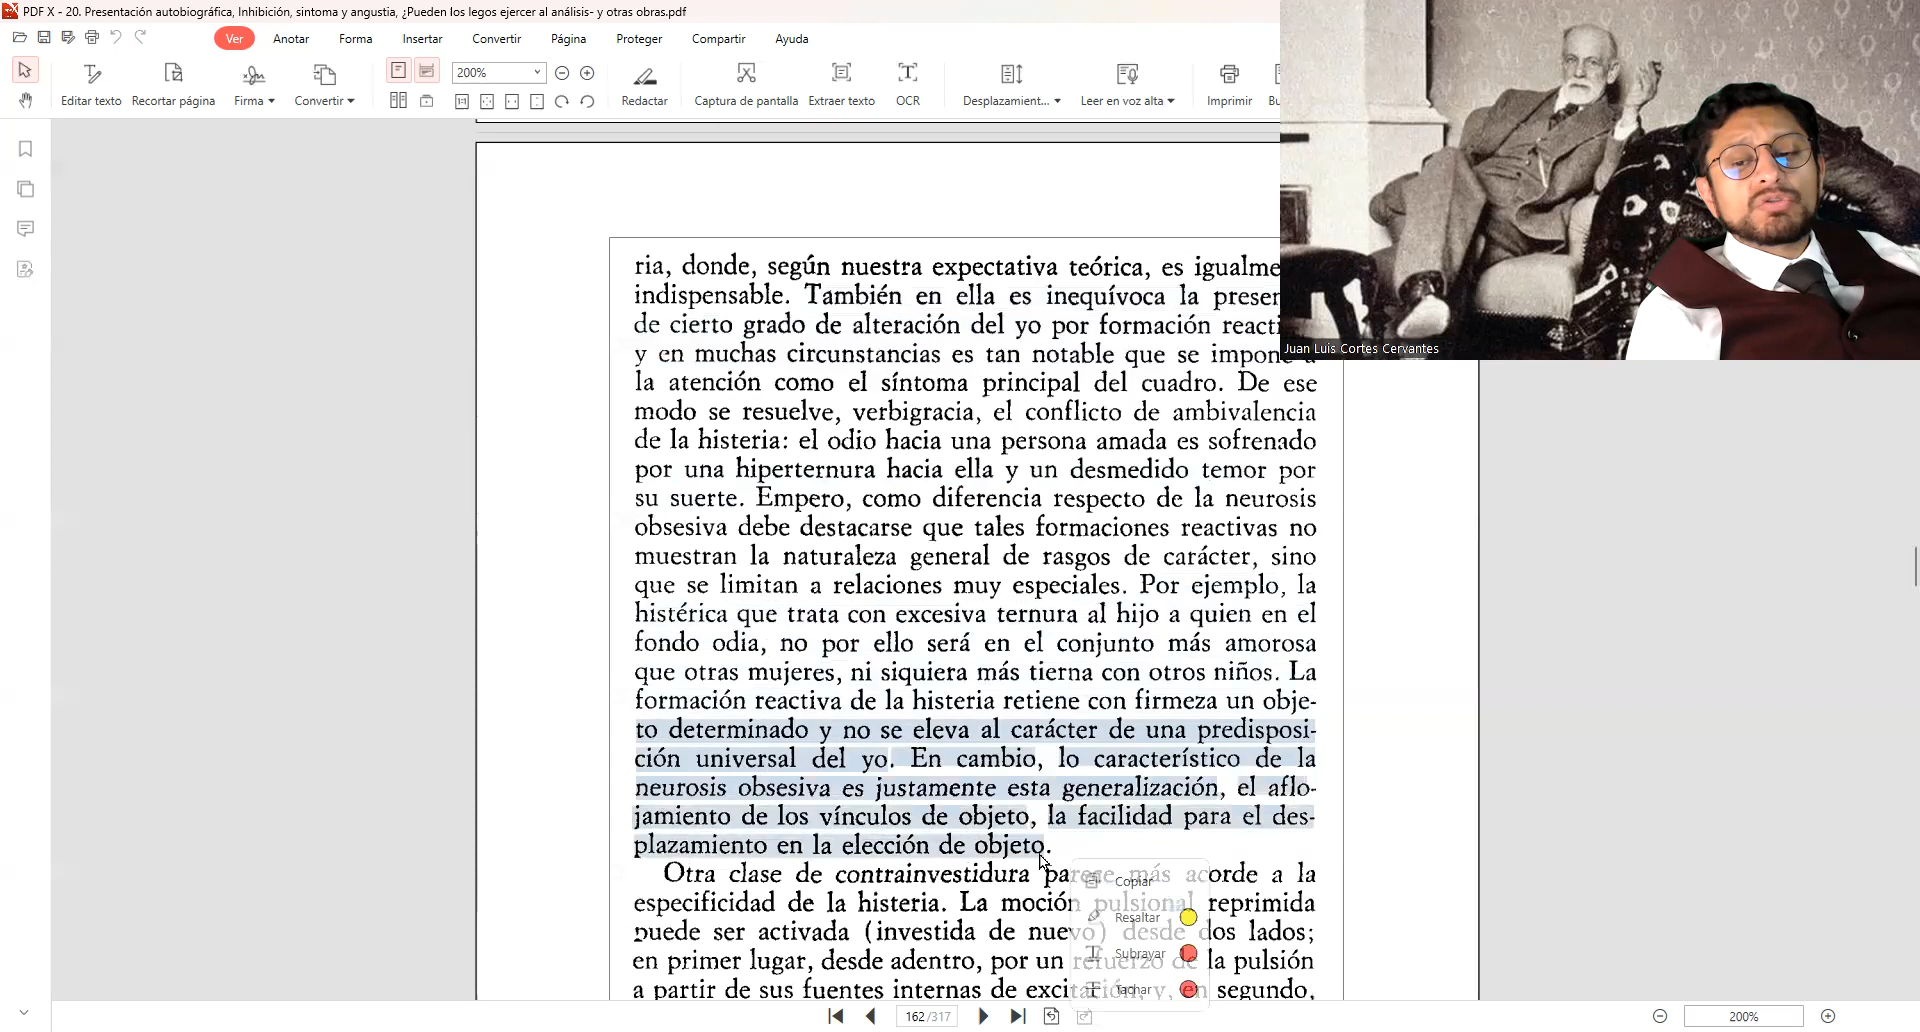 PDF X - 20. Presentación autobiográfica, Inhibición, sintoma y angustia, ¿Pueden los legos ejercer al análisis- y otras obras.pdf
Ver Anotar Forma Insertar Convertir Página Proteger Compartir Ayuda
200%
Editar texto Recortar página Firma Convertir Redactar Captura de pantalla Extraer texto OCR Desplazamient... Leer en voz alta Imprimir
Juan Luis Cortes Cervantes
ria, donde, según nuestra expectativa teórica, es igualme
indispensable. También en ella es inequívoca la presen
de cierto grado de alteración del yo por formación reacti
y en muchas circunstancias es tan notable que se impone a
la atención como el síntoma principal del cuadro. De ese
modo se resuelve, verbigracia, el conflicto de ambivalencia
de la histeria: el odio hacia una persona amada es sofrenado
por una hiperternura hacia ella y un desmedido temor por
su suerte. Empero, como diferencia respecto de la neurosis
obsesiva debe destacarse que tales formaciones reactivas no
muestran la naturaleza general de rasgos de carácter, sino
que se limitan a relaciones muy especiales. Por ejemplo, la
histérica que trata con excesiva ternura al hijo a quien en el
fondo odia, no por ello será en el conjunto más amorosa
que otras mujeres, ni siquiera más tierna con otros niños. La
formación reactiva de la histeria retiene con firmeza un obje-
to determinado y no se eleva al carácter de una predisposi-
ción universal del yo. En cambio, lo característico de la
neurosis obsesiva es justamente esta generalización, el aflo-
jamiento de los vínculos de objeto, la facilidad para el des-
plazamiento en la elección de objeto.
Otra clase de contrainvestidura parece más acorde a la
especificidad de la histeria. La moción pulsional reprimida
puede ser activada (investida de nuevo) desde dos lados;
en primer lugar, desde adentro, por un refuerzo de la pulsión
a partir de sus fuentes internas de excitación, y, en segundo,
Copiar
Resaltar
Subrayar
Tachar
162 /317
200%